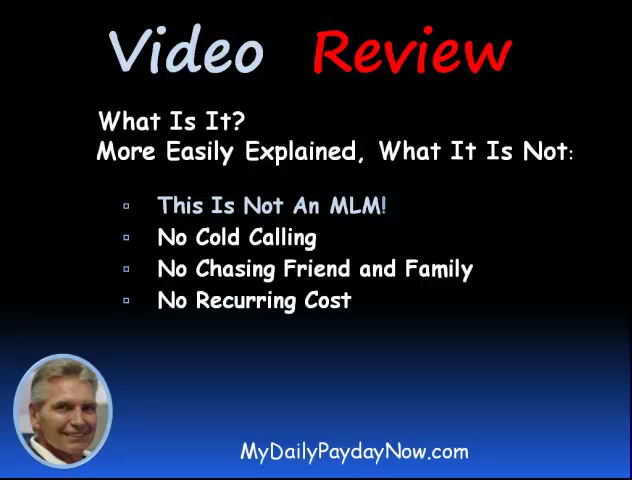 Video Review
What Is It?
More Easily Explained, What It Is Not:
This Is Not An MLM!
No Cold Calling
No Chasing Friend and Family
No Recurring Cost
MyDailyPaydayNow.com